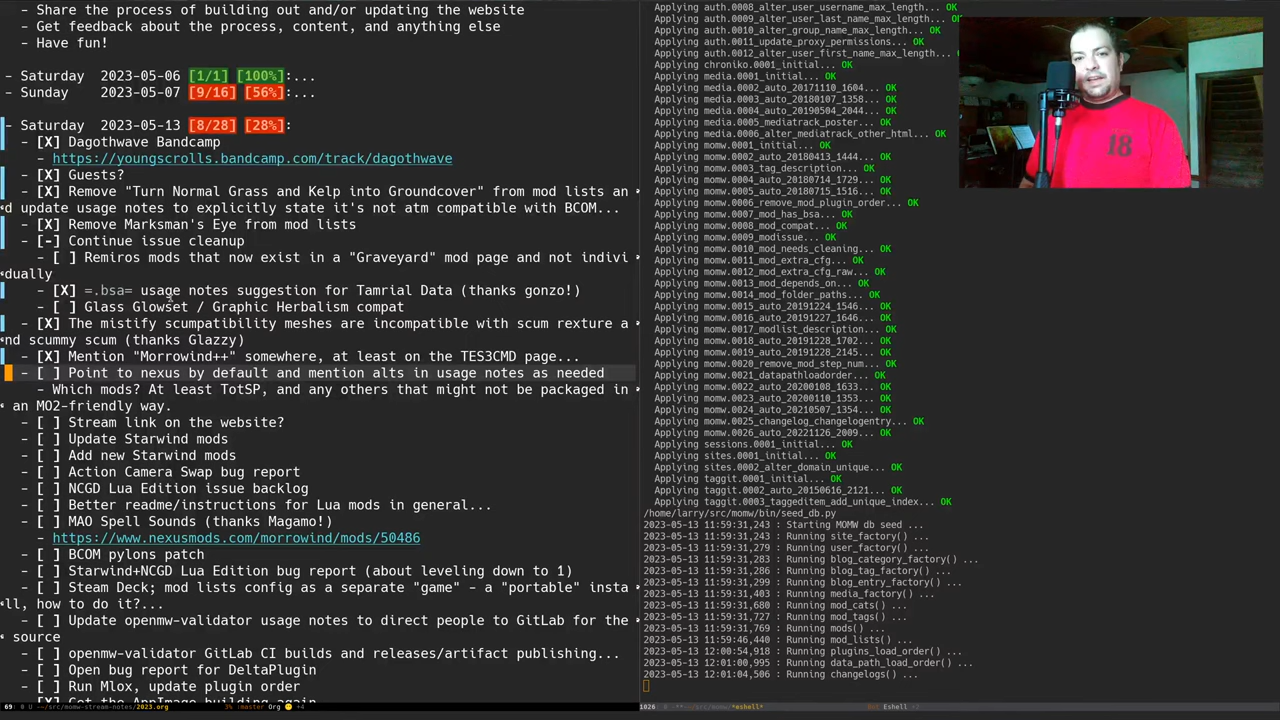 - Share the process of building out and/or updating the website
- Get feedback about the process, content, and anything else
- Have fun!
- Saturday 2023-05-06 [1/1] [100%]:...
- Sunday 2023-05-07 [9/16] [56%]:...
- Saturday 2023-05-13 [8/28] [28%]:
- [X] Dagothwave Bandcamp
- https://youngscrolls.bandcamp.com/track/dagothwave
- [X] Guests?
- [X] Remove "Turn Normal Grass and Kelp into Groundcover" from mod lists an
d update usage notes to explicitly state it's not atm compatible with BCOM...
- [X] Remove Marksman's Eye from mod lists
- [-] Continue issue cleanup
- [ ] Remiros mods that now exist in a "Graveyard" mod page and not indivi
dually
- [X] =.bsa= usage notes suggestion for Tamrial Data (thanks gonzo!)
- [ ] Glass Glowset / Graphic Herbalism compat
- [X] The mistify scumpatibility meshes are incompatible with scum rexture a
nd scummy scum (thanks Glazzy)
- [X] Mention "Morrowind++" somewhere, at least on the TES3CMD page...
- [ ] Point to nexus by default and mention alts in usage notes as needed
- Which mods? At least TotSP, and any others that might not be packaged in
an MO2-friendly way.
- [ ] Stream link on the website?
- [ ] Update Starwind mods
- [ ] Add new Starwind mods
- [ ] Action Camera Swap bug report
- [ ] NCGD Lua Edition issue backlog
- [ ] Better readme/instructions for Lua mods in general...
- [ ] MAO Spell Sounds (thanks Magamo!)
- https://www.nexusmods.com/morrowind/mods/50486
- [ ] BCOM pylons patch
- [ ] Starwind+NCGD Lua Edition bug report (about leveling down to 1)
- [ ] Steam Deck; mod lists config as a separate "game" - a "portable" insta
ll, how to do it?...
- [ ] Update openmw-validator usage notes to direct people to GitLab for the
source
- [ ] openmw-validator GitLab CI builds and releases/artifact publishing...
- [ ] Open bug report for DeltaPlugin
- [ ] Run Mlox, update plugin order
- [X] Get the AppImage building again
69: 0 U ~/src/momw-stream-notes/2023.org 3% :master Org +4
Applying auth.0008_alter_user_username_max_length... OK
Applying auth.0009_alter_user_last_name_max_length... OK
Applying auth.0010_alter_group_name_max_length... OK
Applying auth.0011_update_proxy_permissions... OK
Applying auth.0012_alter_user_first_name_max_length... OK
Applying chroniko.0001_initial... OK
Applying media.0001_initial... OK
Applying media.0002_auto_20171110_1604... OK
Applying media.0003_auto_20180107_1358... OK
Applying media.0004_auto_20190504_2044... OK
Applying media.0005_mediatrack_poster... OK
Applying media.0006_alter_mediatrack_other_html... OK
Applying momw.0001_initial... OK
Applying momw.0002_auto_20180413_1444... OK
Applying momw.0003_tag_description... OK
Applying momw.0004_auto_20180714_1729... OK
Applying momw.0005_auto_20180715_1516... OK
Applying momw.0006_remove_mod_plugin_order... OK
Applying momw.0007_mod_has_bsa... OK
Applying momw.0008_mod_compat... OK
Applying momw.0009_modissue... OK
Applying momw.0010_mod_needs_cleaning... OK
Applying momw.0011_mod_extra_cfg... OK
Applying momw.0012_mod_extra_cfg_raw... OK
Applying momw.0013_mod_depends_on... OK
Applying momw.0014_mod_folder_paths... OK
Applying momw.0015_auto_20191224_1546... OK
Applying momw.0016_auto_20191227_1646... OK
Applying momw.0017_modlist_description... OK
Applying momw.0018_auto_20191228_1702... OK
Applying momw.0019_auto_20191228_2145... OK
Applying momw.0020_remove_mod_list_plugin... OK
Applying momw.0021_datapathloadorder... OK
Applying momw.0022_auto_20200108_1633... OK
Applying momw.0023_auto_20200110_1353... OK
Applying momw.0024_auto_20210507_1354... OK
Applying momw.0025_changelog_changelogentry... OK
Applying momw.0026_auto_20221126_2009... OK
Applying sessions.0001_initial... OK
Applying sites.0001_initial... OK
Applying sites.0002_alter_domain_unique... OK
Applying taggit.0001_initial... OK
Applying taggit.0002_auto_20150616_2121... OK
Applying taggit.0003_taggeditem_add_unique_index... OK
/home/larry/src/momw/bin/seed_db.py
2023-05-13 11:59:31,243 : Starting MOMW db seed ...
2023-05-13 11:59:31,243 : Running site_factory() ...
2023-05-13 11:59:31,279 : Running user_factory() ...
2023-05-13 11:59:31,283 : Running blog_category_factory() ...
2023-05-13 11:59:31,286 : Running blog_tag_factory() ...
2023-05-13 11:59:31,299 : Running blog_entry_factory() ...
2023-05-13 11:59:31,403 : Running media_factory() ...
2023-05-13 11:59:31,680 : Running mod_cats() ...
2023-05-13 11:59:31,727 : Running mod_tags() ...
2023-05-13 11:59:31,769 : Running mods() ...
2023-05-13 11:59:46,440 : Running mod_lists() ...
2023-05-13 12:00:54,918 : Running plugins_load_order() ...
2023-05-13 12:01:00,995 : Running data_path_load_order() ...
2023-05-13 12:01:04,506 : Running changelogs() ...
18